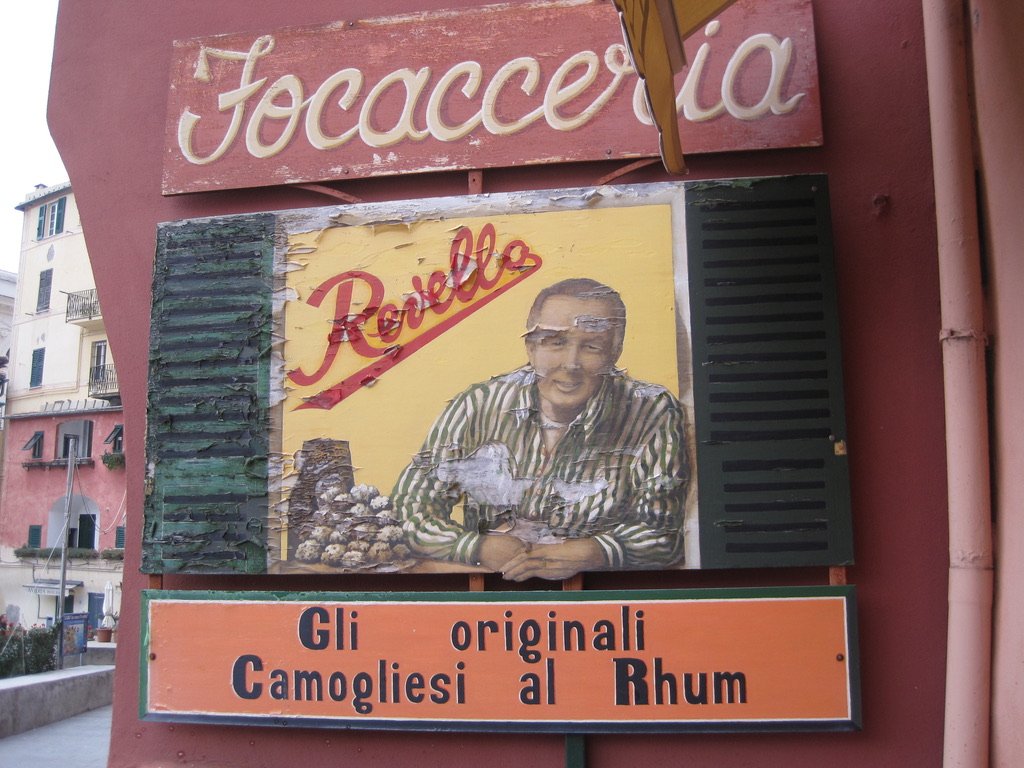 Focacceria
Revello
Gli originali
Camogliesi al Rhum